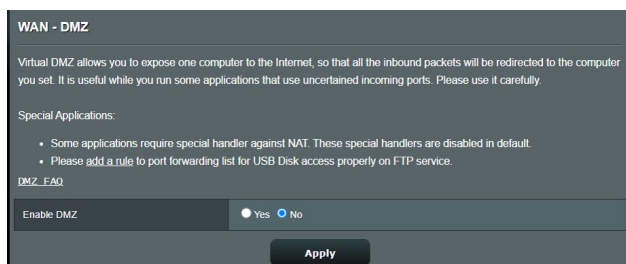 WAN - DMZ
Virtual DMZ allows you to expose one computer to the Internet, so that all the inbound packets will be redirected to the computer
you set. It is useful while you run some applications that use uncertained incoming ports. Please use it carefully.
Special Applications:
• Some applications require special handler against NAT. These special handlers are disabled in default.
• Please add a rule to port forwarding list for USB Disk access properly on FTP service.
DMZ FAQ
Enable DMZ Yes No
Apply